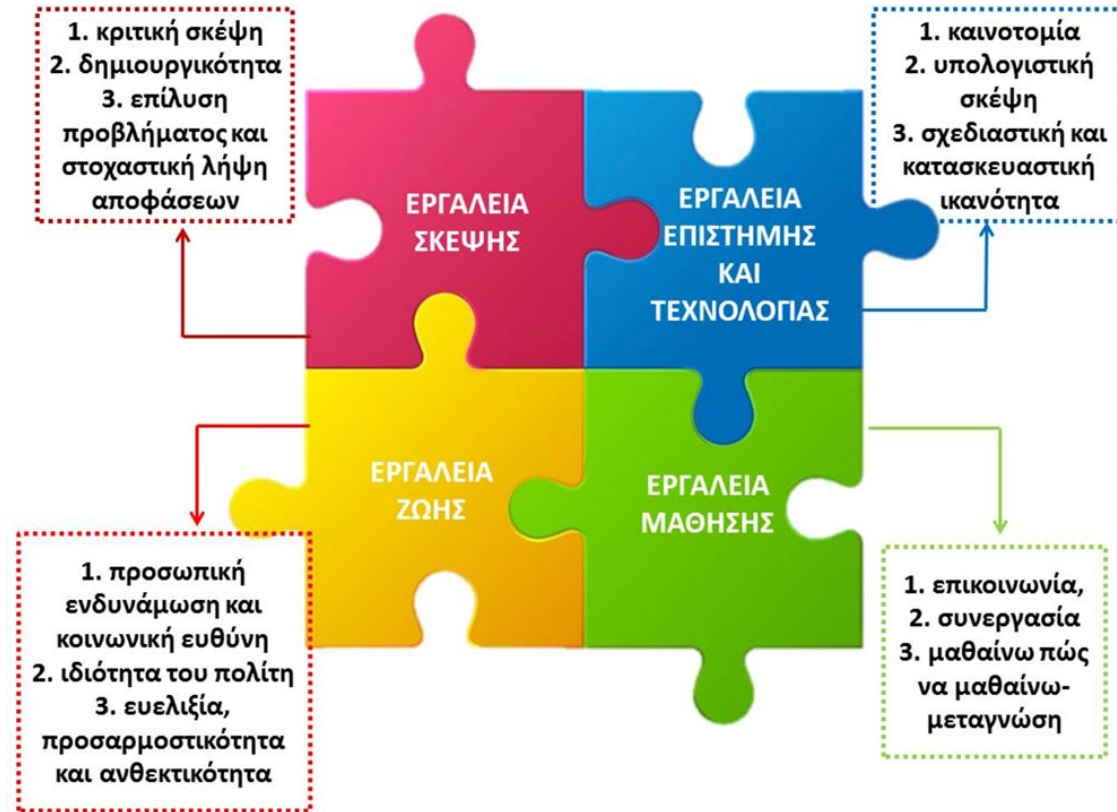 1. κριτική σκέψη
2. δημιουργικότητα
3. επίλυση
προβλήματος και
στοχαστική λήψη
αποφάσεων
ΕΡΓΑΛΕΙΑ
ΣΚΕΨΗΣ
ΕΡΓΑΛΕΙΑ
ΕΠΙΣΤΗΜΗΣ
ΚΑΙ
ΤΕΧΝΟΛΟΓΙΑΣ
1. καινοτομία
2. υπολογιστική
σκέψη
3. σχεδιαστική και
κατασκευαστική
ικανότητα
ΕΡΓΑΛΕΙΑ
ΖΩΗΣ
ΕΡΓΑΛΕΙΑ
ΜΑΘΗΣΗΣ
1. προσωπική
ενδυνάμωση και
κοινωνική ευθύνη
2. ιδιότητα του πολίτη
3. ευελιξία,
προσαρμοστικότητα
και ανθεκτικότητα
1. επικοινωνία,
2. συνεργασία
3. μαθαίνω πώς
να μαθαίνω-
μεταγνώση